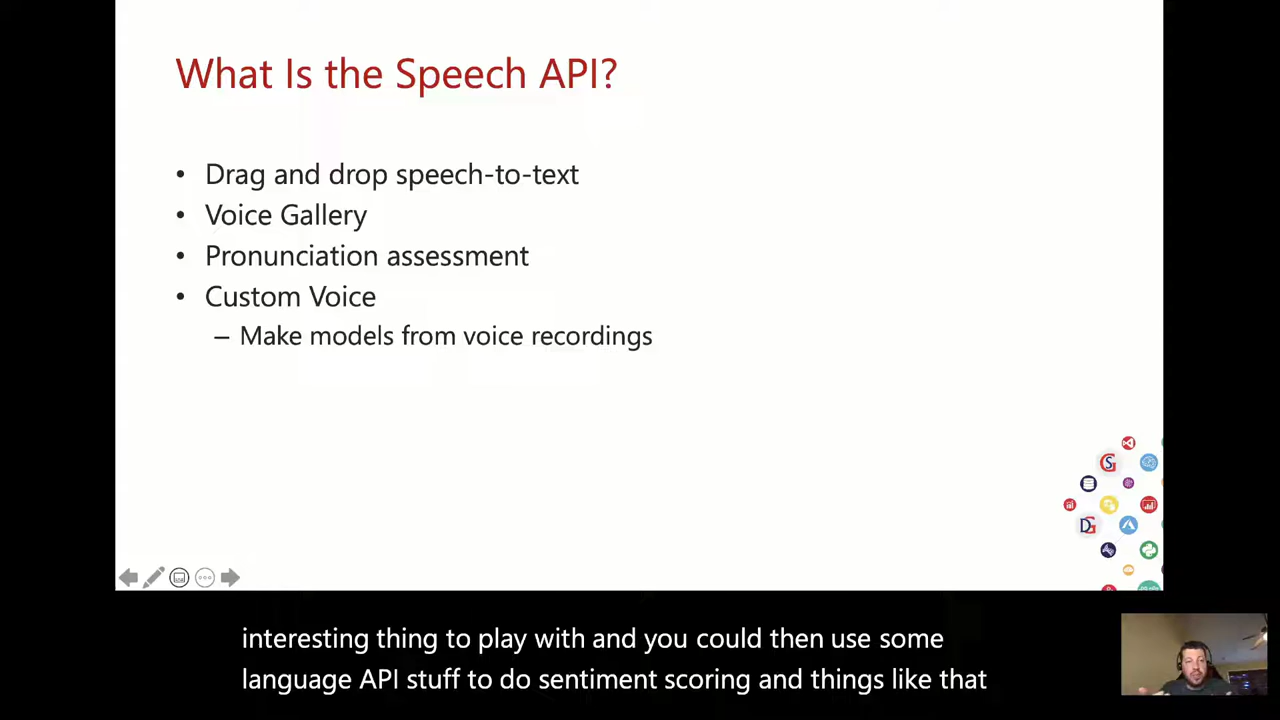 What Is the Speech API?
• Drag and drop speech-to-text
• Voice Gallery
• Pronunciation assessment
• Custom Voice
– Make models from voice recordings
interesting thing to play with and you could then use some
language API stuff to do sentiment scoring and things like that